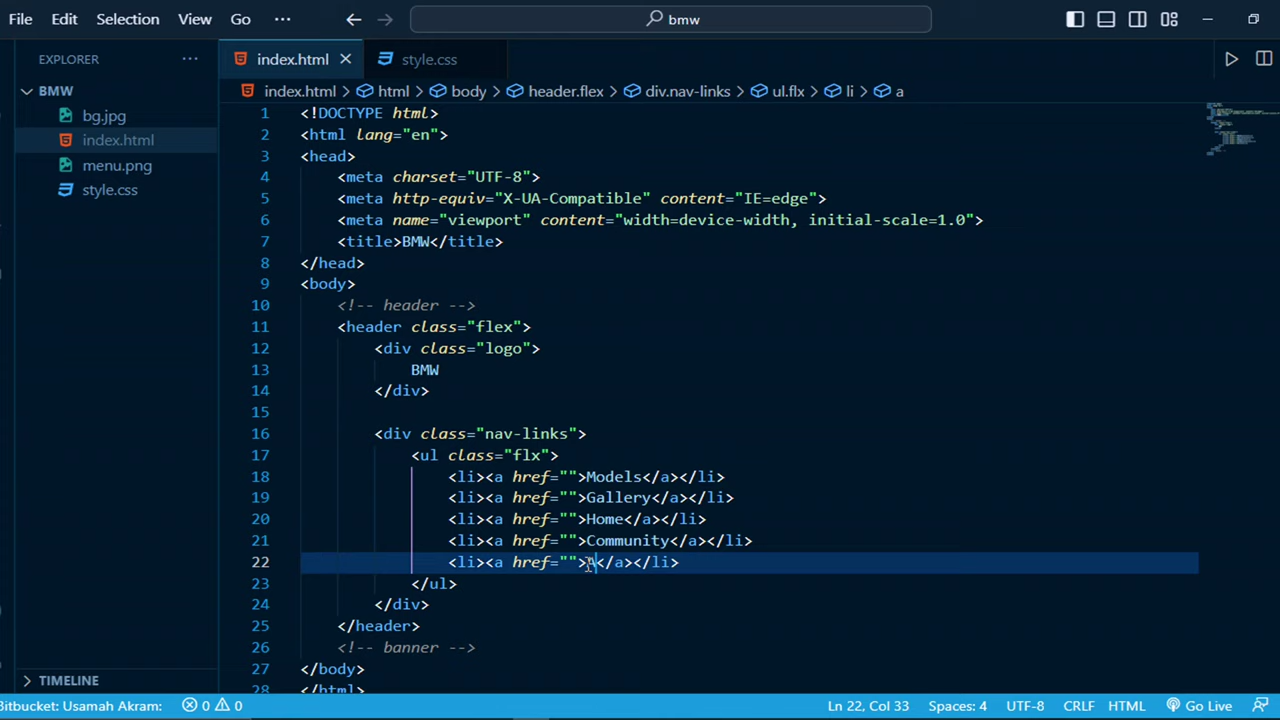 File Edit Selection View Go ··· bmw
EXPLORER ···
index.html
style.css
BMW
bg.jpg
index.html
menu.png
style.css
index.html > html > body > header.flex > div.nav-links > ul.flx > li > a
1 <!DOCTYPE html>
2 <html lang="en">
3 <head>
4 <meta charset="UTF-8">
5 <meta http-equiv="X-UA-Compatible" content="IE=edge">
6 <meta name="viewport" content="width=device-width, initial-scale=1.0">
7 <title>BMW</title>
8 </head>
9 <body>
10 <!-- header -->
11 <header class="flex">
12 <div class="logo">
13 BMW
14 </div>
15
16 <div class="nav-links">
17 <ul class="flx">
18 <li><a href="">Models</a></li>
19 <li><a href="">Gallery</a></li>
20 <li><a href="">Home</a></li>
21 <li><a href="">Community</a></li>
22 <li><a href="">A</a></li>
23 </ul>
24 </div>
25 </header>
26 <!-- banner -->
27 </body>
28 </html>
TIMELINE
Bitbucket: Usamah Akram: 0 0 Ln 22, Col 33 Spaces: 4 UTF-8 CRLF HTML Go Live